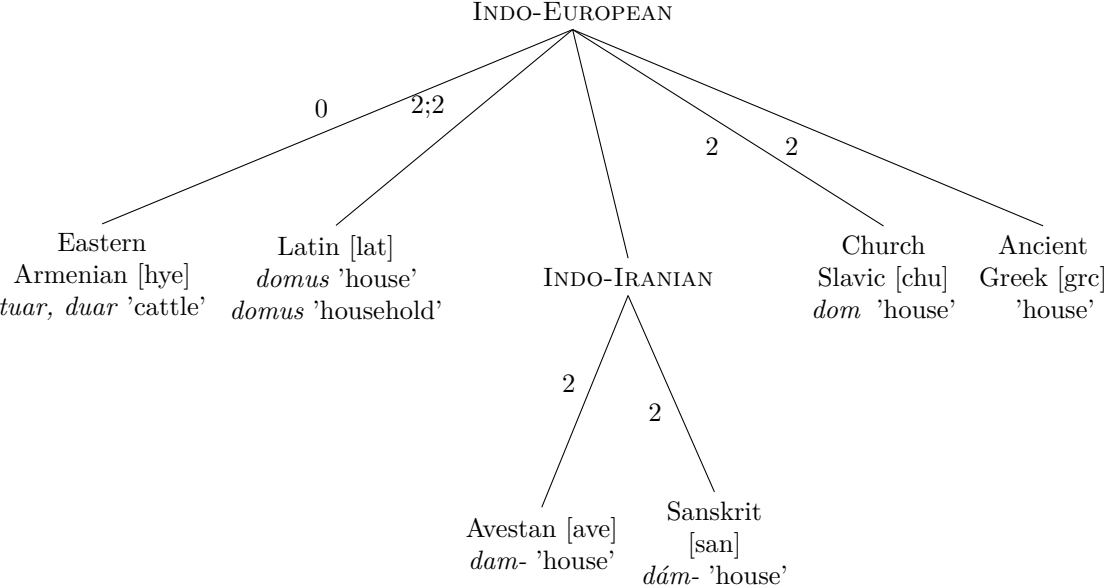 INDO-EUROPEAN
0
2;2
2
2
Eastern
Armenian [hye]
tuar, duar 'cattle'
Latin [lat]
domus 'house'
domus 'household'
INDO-IRANIAN
Church
Slavic [chu]
dom 'house'
Ancient
Greek [grc]
'house'
2
2
Avestan [ave]
dam- 'house'
Sanskrit
[san]
dám- 'house'